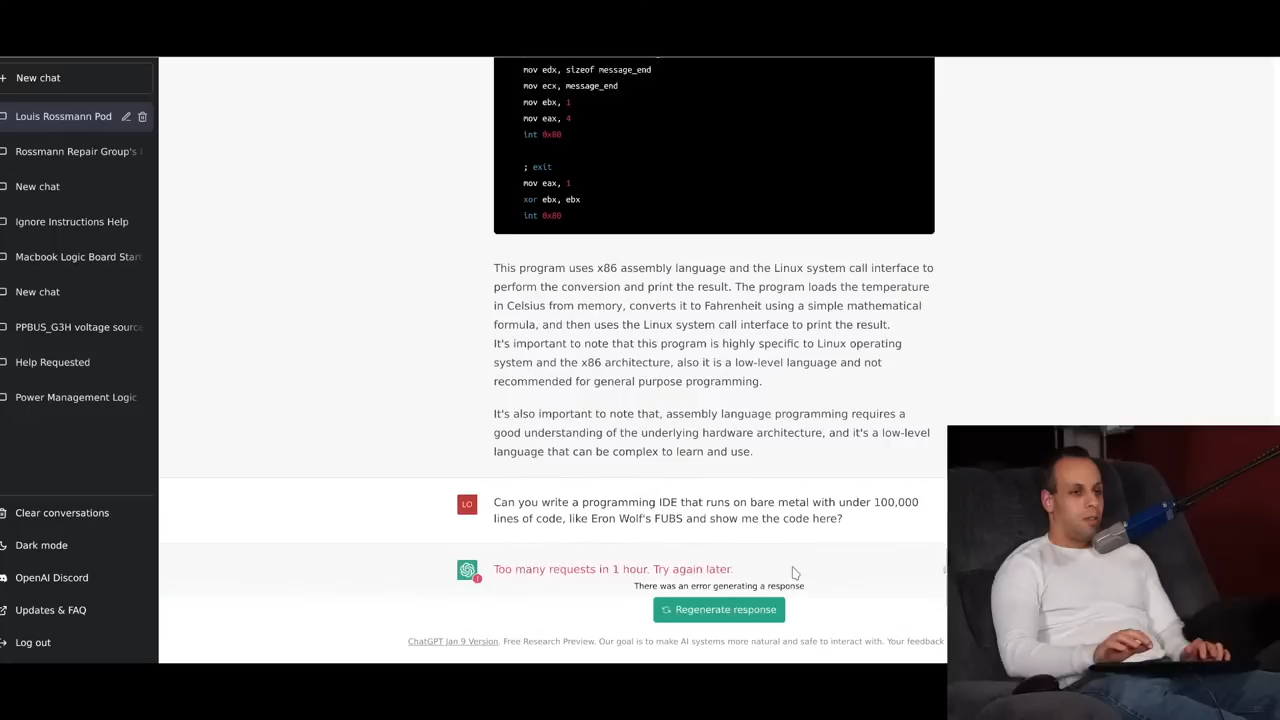 New chat
Louis Rossmann Pod
Rossmann Repair Group's
New chat
Ignore Instructions Help
Macbook Logic Board Star
New chat
PPBUS_G3H voltage source
Help Requested
Power Management Logic
Clear conversations
Dark mode
OpenAI Discord
Updates & FAQ
Log out
mov edx, sizeof message_end
mov ecx, message_end
mov ebx, 1
mov eax, 4
int 0x80
; exit
mov eax, 1
xor ebx, ebx
int 0x80
This program uses x86 assembly language and the Linux system call interface to
perform the conversion and print the result. The program loads the temperature
in Celsius from memory, converts it to Fahrenheit using a simple mathematical
formula, and then uses the Linux system call interface to print the result.
It's important to note that this program is highly specific to Linux operating
system and the x86 architecture, also it is a low-level language and not
recommended for general purpose programming.
It's also important to note that, assembly language programming requires a
good understanding of the underlying hardware architecture, and it's a low-level
language that can be complex to learn and use.
LO
Can you write a programming IDE that runs on bare metal with under 100,000
lines of code, like Eron Wolf's FUBS and show me the code here?
Too many requests in 1 hour. Try again later.
There was an error generating a response
Regenerate response
ChatGPT Jan 9 Version. Free Research Preview. Our goal is to make AI systems more natural and safe to interact with. Your feedback